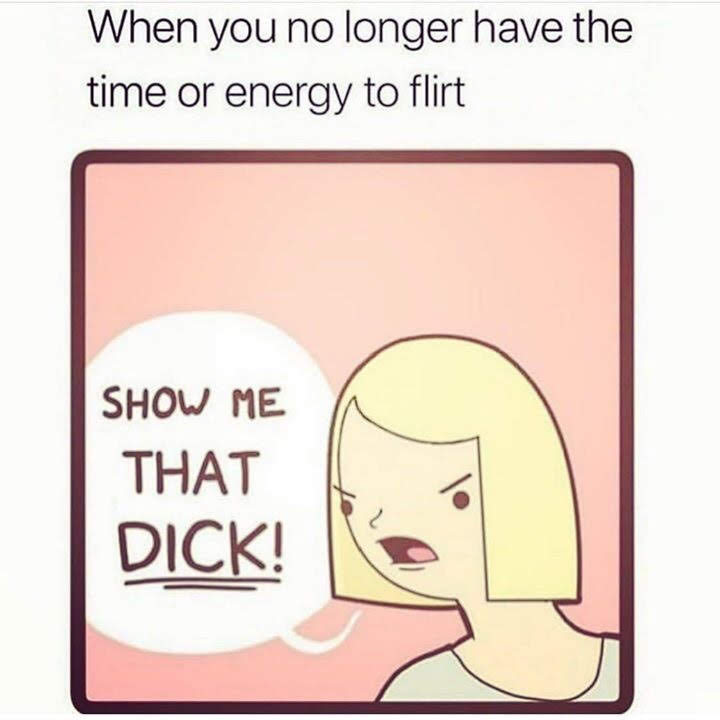 When you no longer have the
time or energy to flirt
SHOW ME
THAT
DICK!